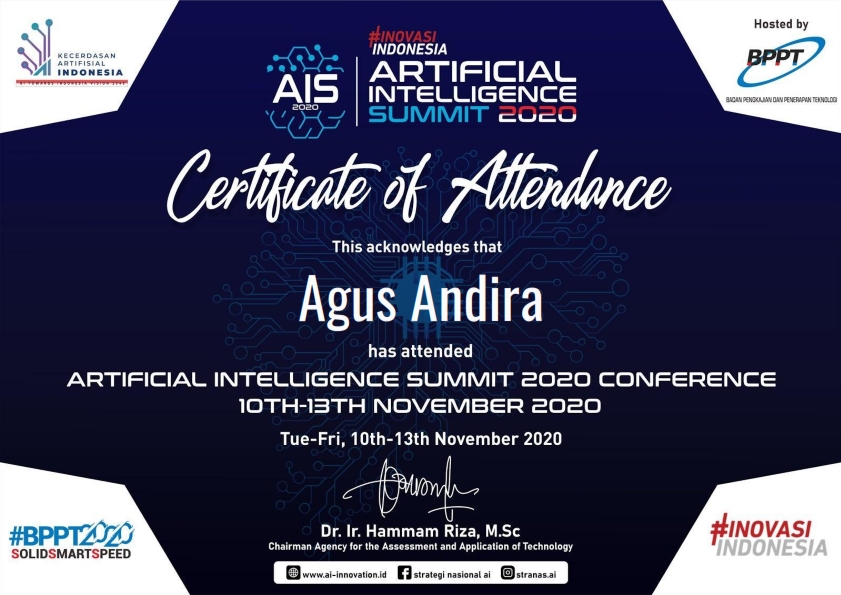 KECERDASAN
ARTIFISIAL
INDONESIA
#INOVASI
INDONESIA
AIS
2020
ARTIFICIAL
INTELLIGENCE
SUMMIT 2020
Hosted by
BPPT
BADAN PENGKAJIAN DAN PENERAPAN TEKNOLOGI
Certificate of Attendance
This acknowledges that
Agus Andira
has attended
ARTIFICIAL INTELLIGENCE SUMMIT 2020 CONFERENCE
10TH-13TH NOVEMBER 2020
Tue-Fri, 10th-13th November 2020
Dr. Ir. Hammam Riza, M.Sc
Chairman Agency for the Assessment and Application of Technology
www.ai-innovation.id strategi nasional ai stranas.ai
#BPPT2020
SOLIDSMARTSPEED
#INOVASI
INDONESIA